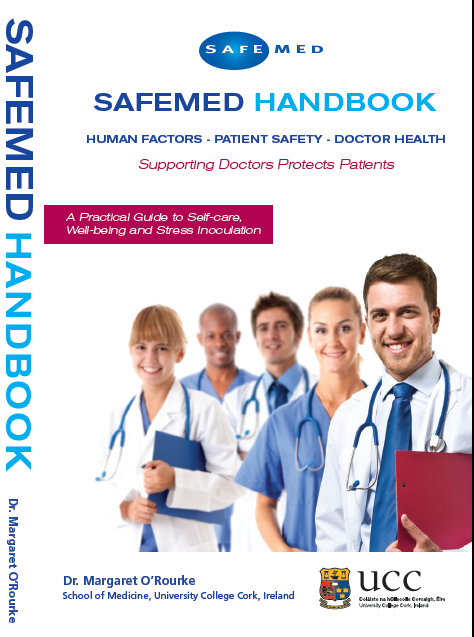 SAFEMED HANDBOOK
Dr. Margaret O'Rourke
SAFEMED
SAFEMED HANDBOOK
HUMAN FACTORS - PATIENT SAFETY - DOCTOR HEALTH
Supporting Doctors Protects Patients
A Practical Guide to Self-care,
Well-being and Stress Inoculation
Dr. Margaret O'Rourke
School of Medicine, University College Cork, Ireland
UCC
Coláiste na hOllscoile Corcaigh, Éire
University College Cork, Ireland